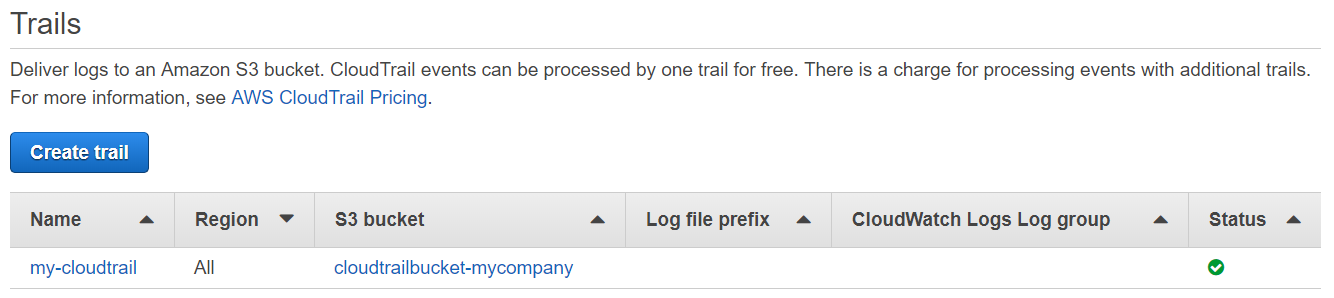 Trails
Deliver logs to an Amazon S3 bucket. CloudTrail events can be processed by one trail for free. There is a charge for processing events with additional trails.
For more information, see AWS CloudTrail Pricing.
Create trail
Name Region S3 bucket Log file prefix CloudWatch Logs Log group Status
my-cloudtrail All cloudtrailbucket-mycompany